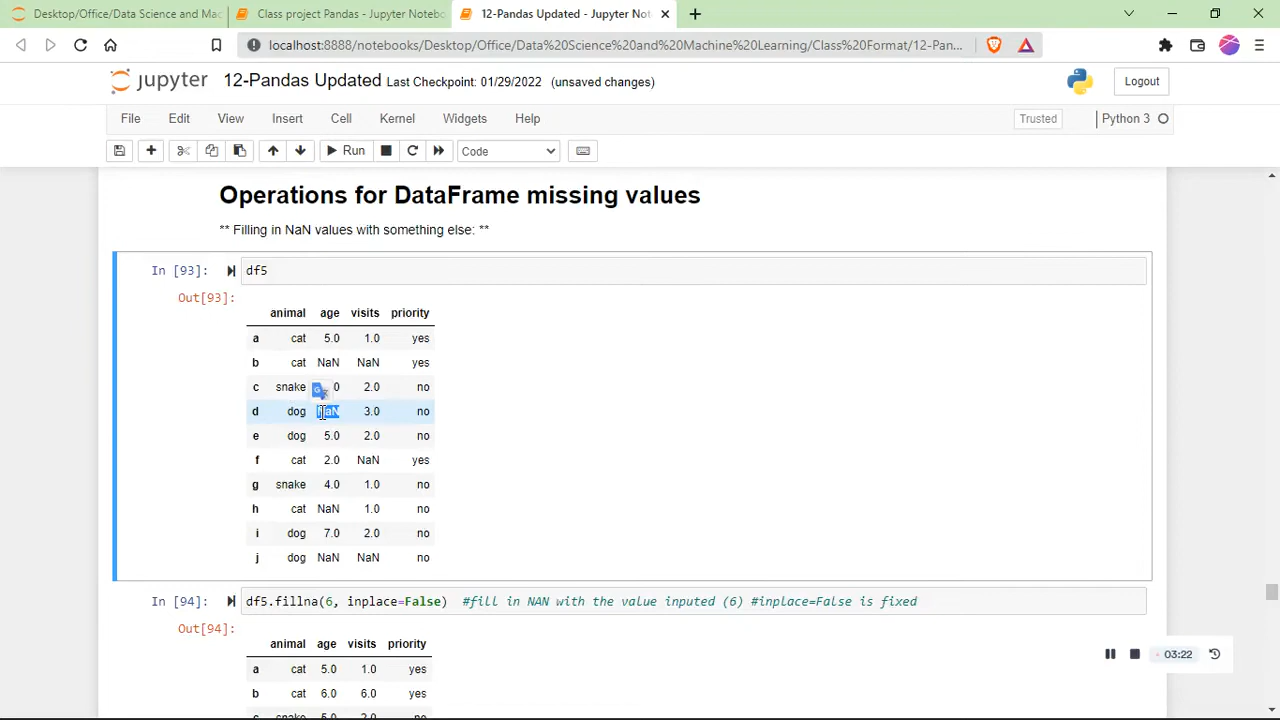 Desktop/Office/Data Science and Mac
Class project Pandas - Jupyter Notebo
12-Pandas Updated - Jupyter Not
localhost:8888/notebooks/Desktop/Office/Data%20Science%20and%20Machine%20Learning/Class%20Format/12-Pan...
jupyter 12-Pandas Updated Last Checkpoint: 01/29/2022 (unsaved changes) Logout
File Edit View Insert Cell Kernel Widgets Help Trusted Python 3
Run Code
Operations for DataFrame missing values
** Filling in NaN values with something else: **
In [93]: df5
Out[93]:
animal age visits priority
a cat 5.0 1.0 yes
b cat NaN NaN yes
c snake 0 2.0 no
d dog NaN 3.0 no
e dog 5.0 2.0 no
f cat 2.0 NaN yes
g snake 4.0 1.0 no
h cat NaN 1.0 no
i dog 7.0 2.0 no
j dog NaN NaN no
In [94]: df5.fillna(6, inplace=False) #fill in NAN with the value inputed (6) #inplace=False is fixed
Out[94]:
animal age visits priority
a cat 5.0 1.0 yes
b cat 6.0 6.0 yes
03:22